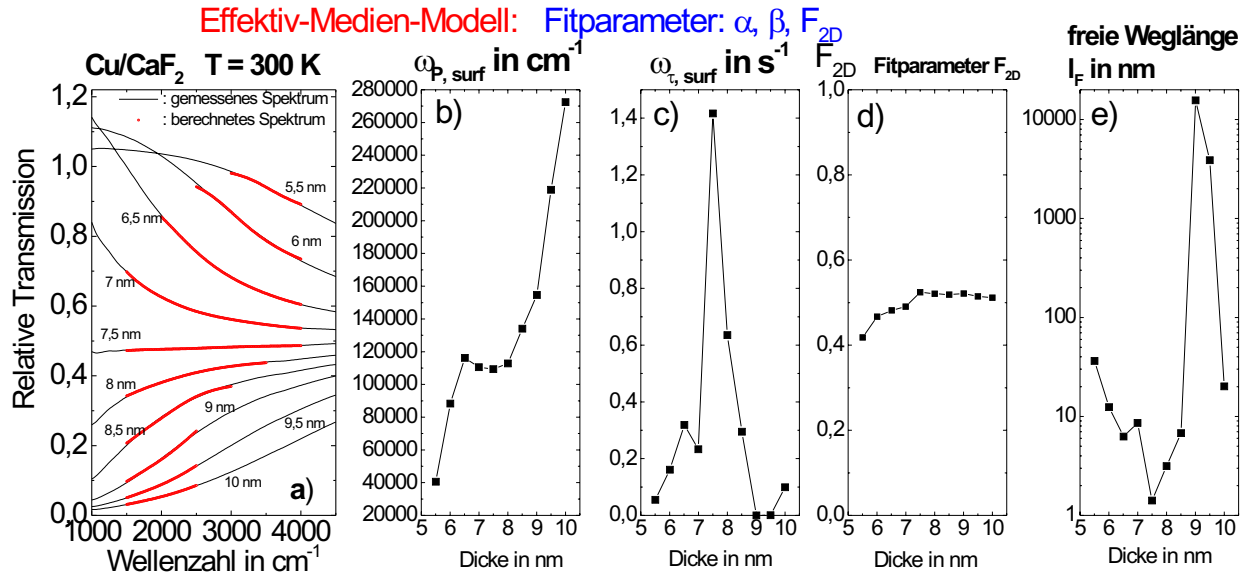 Effektiv-Medien-Modell: Fitparameter: α, β, F2D
Cu/CaF2 T = 300 K
ωP, surf in cm-1
ωτ, surf in s-1
F2D Fitparameter F2D
freie Weglänge
lF in nm
a)
: gemessenes Spektrum
: berechnetes Spektrum
5,5 nm
6 nm
6,5 nm
7 nm
7,5 nm
8 nm
8,5 nm
9 nm
9,5 nm
10 nm
Relative Transmission
1,2
1,0
0,8
0,6
0,4
0,2
0,0
1000 2000 3000 4000
Wellenzahl in cm-1
b)
280000
260000
240000
220000
200000
180000
160000
140000
120000
100000
80000
60000
40000
20000
5 6 7 8 9 10
Dicke in nm
c)
1,4
1,2
1,0
0,8
0,6
0,4
0,2
0,0
5 6 7 8 9 10
Dicke in nm
d)
1,0
0,8
0,6
0,4
0,2
0,0
5 6 7 8 9 10
Dicke in nm
e)
10000
1000
100
10
1
5 6 7 8 9 10
Dicke in nm